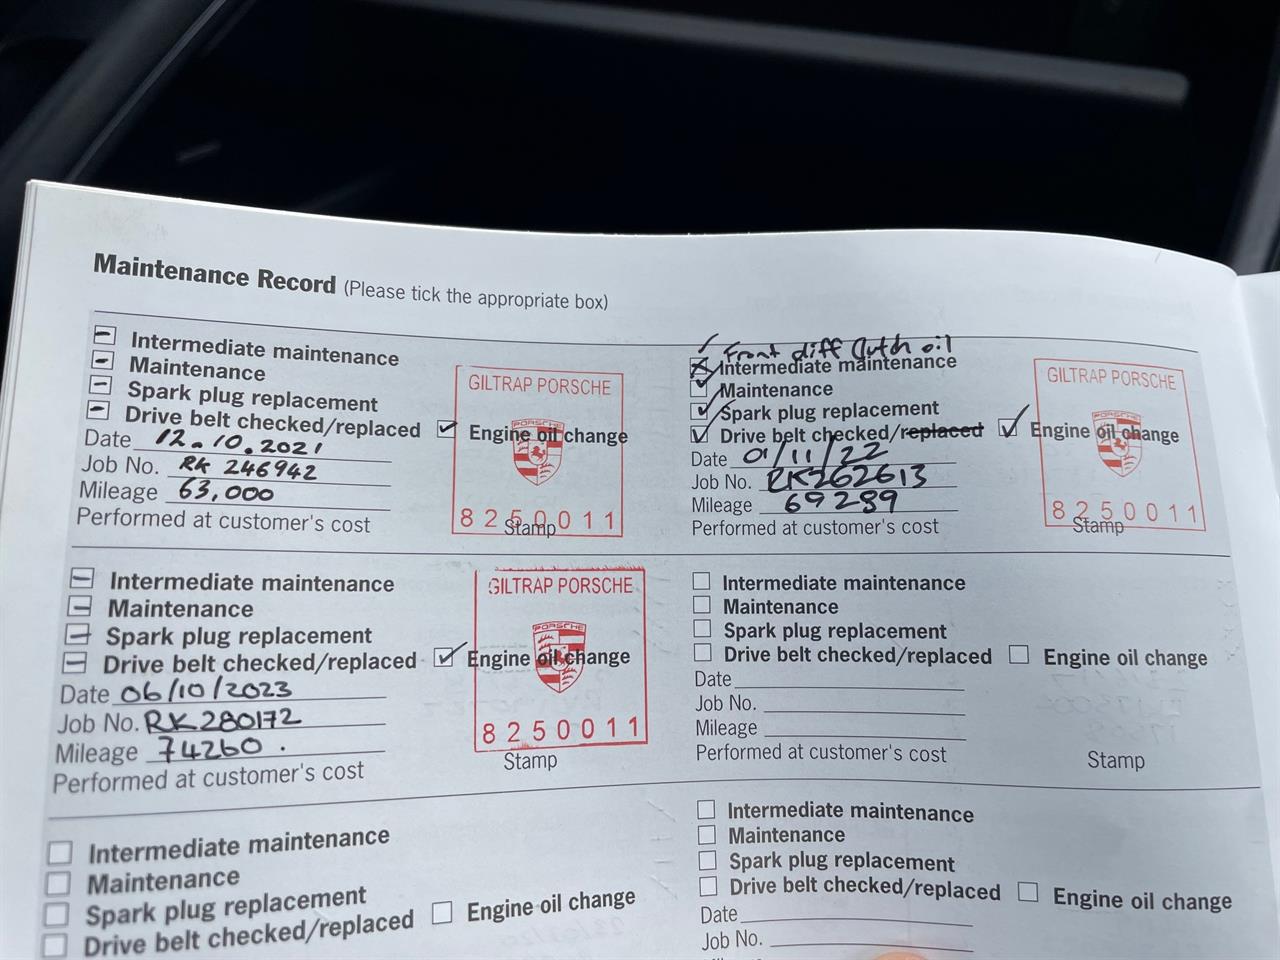 Maintenance Record (Please tick the appropriate box)
Intermediate maintenance
Maintenance
Spark plug replacement
Drive belt checked/replaced
Engine oil change
Date 12.10.2021
Job No. RK 246942
Mileage 63,000
Performed at customer's cost
GILTRAP PORSCHE
PORSCHE
8250011
Stamp
Front diff Clutch oil
Intermediate maintenance
Maintenance
Spark plug replacement
Drive belt checked/replaced
Engine oil change
Date 01/11/22
Job No. RK262613
Mileage 69289
Performed at customer's cost
GILTRAP PORSCHE
PORSCHE
8250011
Stamp
Intermediate maintenance
Maintenance
Spark plug replacement
Drive belt checked/replaced
Engine oil change
Date 06/10/2023
Job No. RK280172
Mileage 74260.
Performed at customer's cost
GILTRAP PORSCHE
PORSCHE
8250011
Stamp
Intermediate maintenance
Maintenance
Spark plug replacement
Drive belt checked/replaced
Engine oil change
Date
Job No.
Mileage
Performed at customer's cost
Stamp
Intermediate maintenance
Maintenance
Spark plug replacement
Drive belt checked/replaced
Engine oil change
Intermediate maintenance
Maintenance
Spark plug replacement
Drive belt checked/replaced
Engine oil change
Date
Job No.